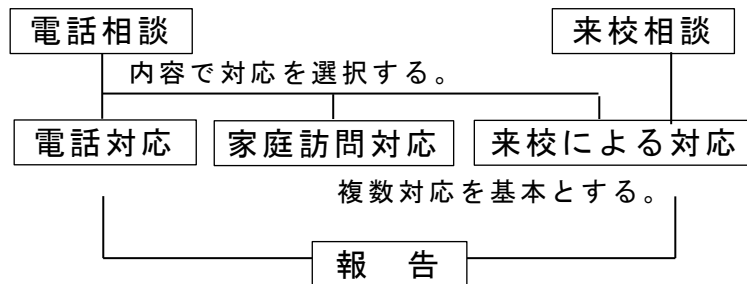 電話相談
来校相談
内容で対応を選択する。
電話対応
家庭訪問対応
来校による対応
複数対応を基本とする。
報　告